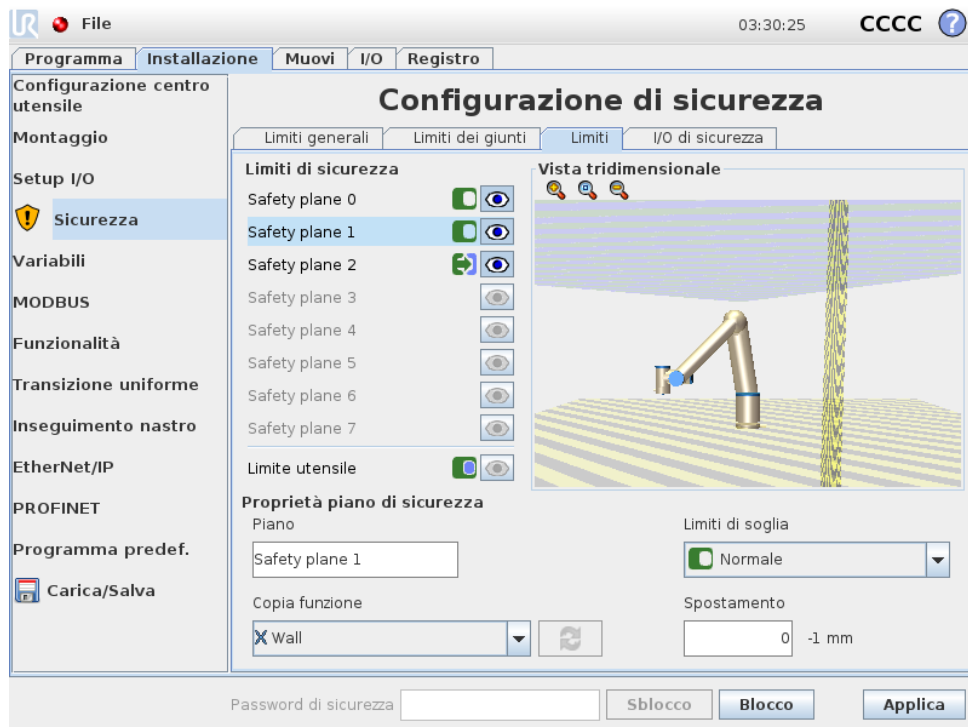 UR File 03:30:25 CCCC ?
Programma Installazione Muovi I/O Registro
Configurazione centro
utensile
Montaggio
Setup I/O
Sicurezza
Variabili
MODBUS
Funzionalità
Transizione uniforme
Inseguimento nastro
EtherNet/IP
PROFINET
Programma predef.
Carica/Salva
Configurazione di sicurezza
Limiti generali Limiti dei giunti Limiti I/O di sicurezza
Limiti di sicurezza
Safety plane 0
Safety plane 1
Safety plane 2
Safety plane 3
Safety plane 4
Safety plane 5
Safety plane 6
Safety plane 7
Limite utensile
Vista tridimensionale
Proprietà piano di sicurezza
Piano
Safety plane 1
Limiti di soglia
Normale
Copia funzione
Wall
Spostamento
0 -1 mm
Password di sicurezza Sblocco Blocco Applica